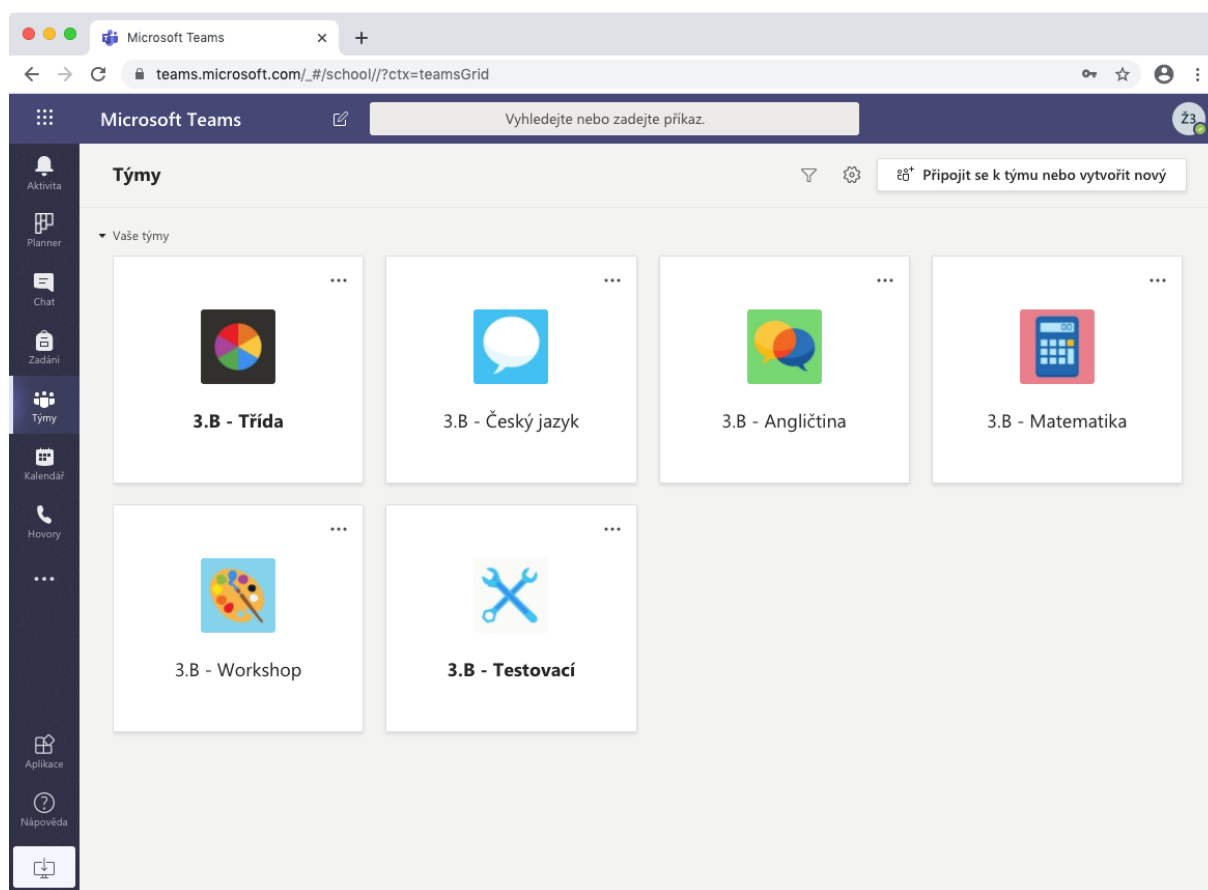 Microsoft Teams
teams.microsoft.com/_#/school//?ctx=teamsGrid
Microsoft Teams
Vyhledejte nebo zadejte příkaz.
Ž3
Aktivita
Planner
Chat
Zadání
Týmy
Kalendář
Hovory
Aplikace
Nápověda
Týmy
Připojit se k týmu nebo vytvořit nový
Vaše týmy
3.B - Třída
3.B - Český jazyk
3.B - Angličtina
3.B - Matematika
3.B - Workshop
3.B - Testovací